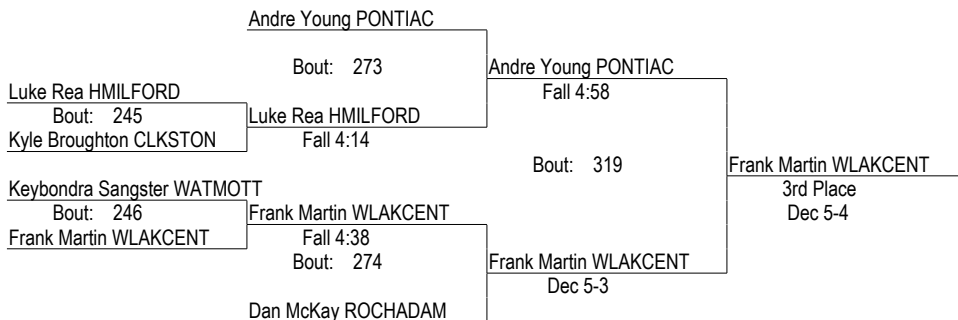 Andre Young PONTIAC
Bout: 273
Andre Young PONTIAC
Luke Rea HMILFORD
Fall 4:58
Bout: 245
Luke Rea HMILFORD
Kyle Broughton CLKSTON
Fall 4:14
Bout: 319
Frank Martin WLAKCENT
Keybondra Sangster WATMOTT
3rd Place
Bout: 246
Frank Martin WLAKCENT
Dec 5-4
Frank Martin WLAKCENT
Fall 4:38
Bout: 274
Frank Martin WLAKCENT
Dec 5-3
Dan McKay ROCHADAM